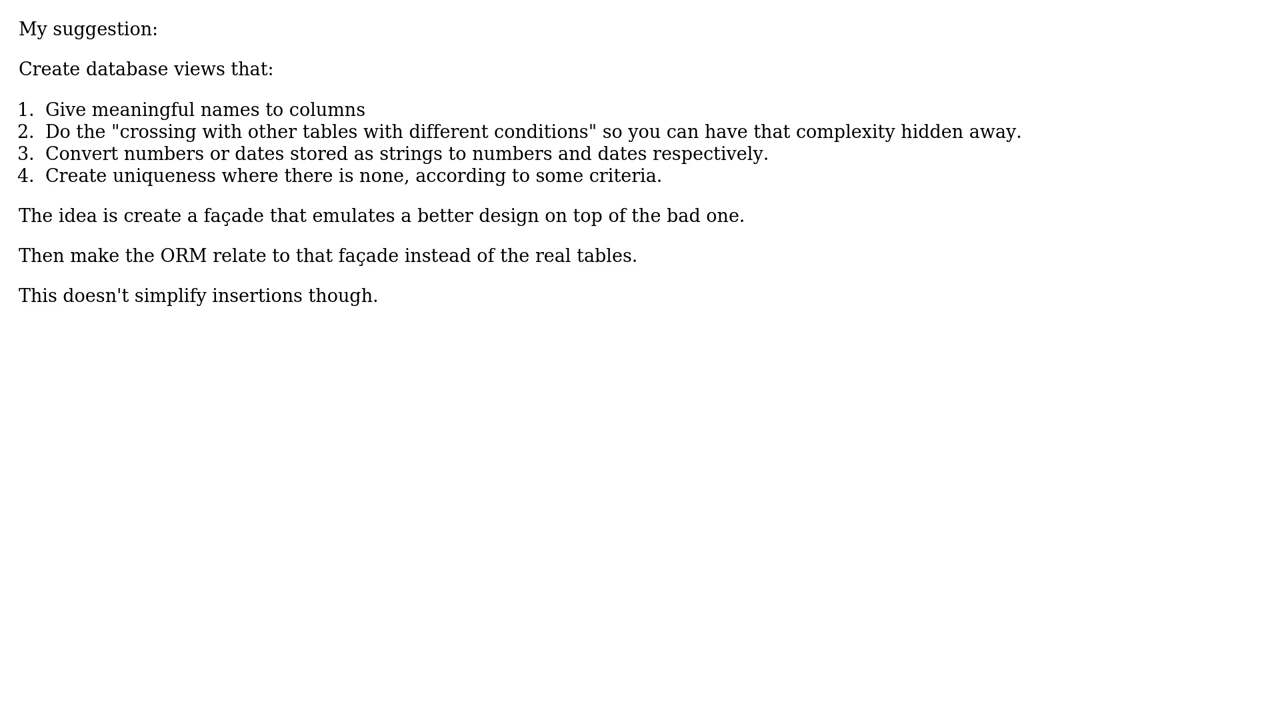 My suggestion:
Create database views that:
1. Give meaningful names to columns
2. Do the "crossing with other tables with different conditions" so you can have that complexity hidden away.
3. Convert numbers or dates stored as strings to numbers and dates respectively.
4. Create uniqueness where there is none, according to some criteria.
The idea is create a façade that emulates a better design on top of the bad one.
Then make the ORM relate to that façade instead of the real tables.
This doesn't simplify insertions though.